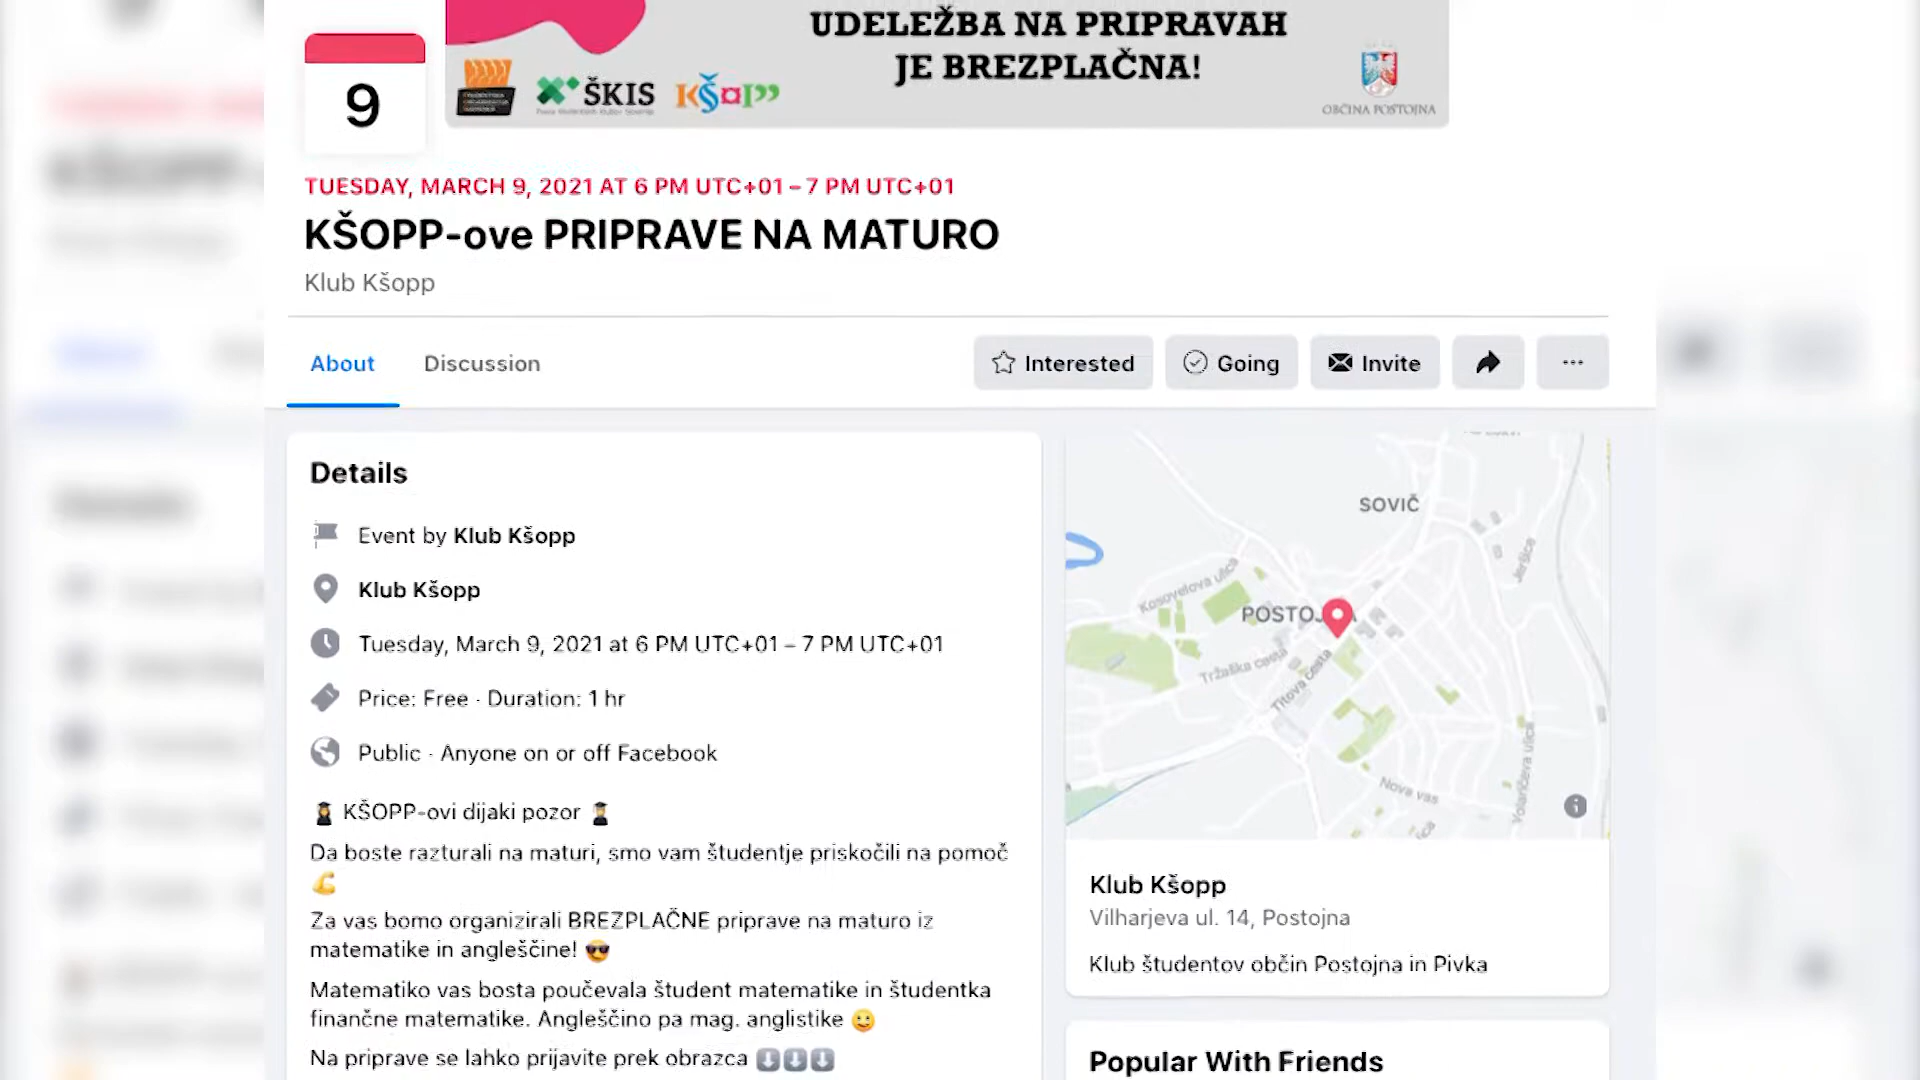 UDELEŽBA NA PRIPRAVAH
JE BREZPLAČNA!
ŠKIS
KŠOPP
OBČINA POSTOJNA
9
TUESDAY, MARCH 9, 2021 AT 6 PM UTC+01 – 7 PM UTC+01
KŠOPP-ove PRIPRAVE NA MATURO
Klub Kšopp
About
Discussion
Interested
Going
Invite
Details
Event by Klub Kšopp
Klub Kšopp
Tuesday, March 9, 2021 at 6 PM UTC+01 – 7 PM UTC+01
Price: Free · Duration: 1 hr
Public · Anyone on or off Facebook
KŠOPP-ovi dijaki pozor
Da boste razturali na maturi, smo vam študentje priskočili na pomoč
Za vas bomo organizirali BREZPLAČNE priprave na maturo iz
matematike in angleščine! 😎
Matematiko vas bosta poučevala študent matematike in študentka
finančne matematike. Angleščino pa mag. anglistike
Na priprave se lahko prijavite prek obrazca ⬇⬇⬇
SOVIČ
Jeršice
Kosovelova ulica
Tržaška cesta
Titova cesta
Nova vas
Klub Kšopp
Vilharjeva ul. 14, Postojna
Klub študentov občin Postojna in Pivka
Popular With Friends